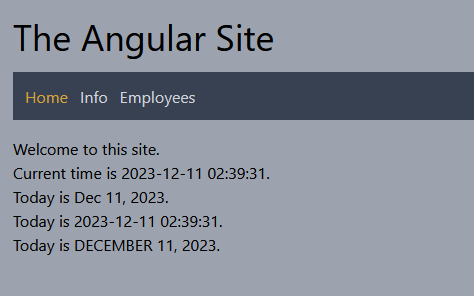 The Angular Site
Home Info Employees
Welcome to this site.
Current time is 2023-12-11 02:39:31.
Today is Dec 11, 2023.
Today is 2023-12-11 02:39:31.
Today is DECEMBER 11, 2023.